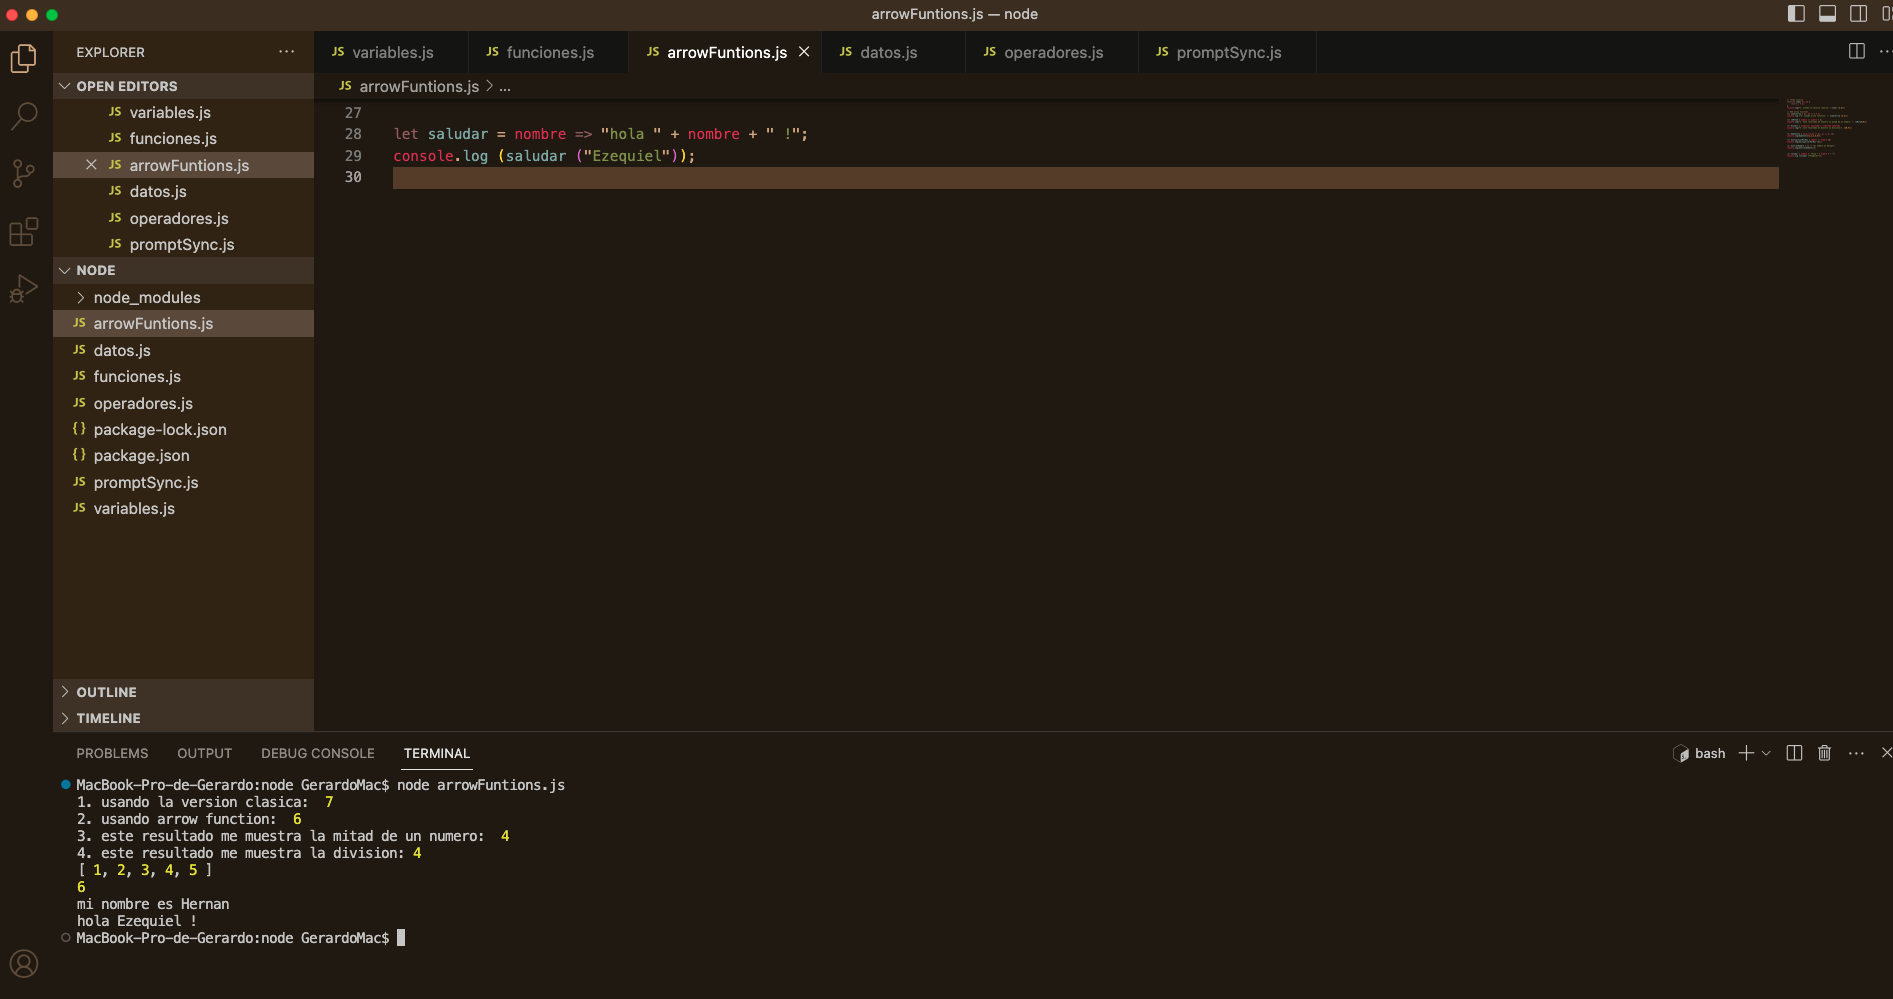 arrowFuntions.js — node
EXPLORER
OPEN EDITORS
JS variables.js
JS funciones.js
JS arrowFuntions.js
JS datos.js
JS operadores.js
JS promptSync.js
NODE
node_modules
JS arrowFuntions.js
JS datos.js
JS funciones.js
JS operadores.js
{} package-lock.json
{} package.json
JS promptSync.js
JS variables.js
OUTLINE
TIMELINE
JS variables.js JS funciones.js JS arrowFuntions.js JS datos.js JS operadores.js JS promptSync.js
JS arrowFuntions.js > ...
27
28 let saludar = nombre => "hola " + nombre + " !";
29 console.log (saludar ("Ezequiel"));
30
PROBLEMS OUTPUT DEBUG CONSOLE TERMINAL
bash
MacBook-Pro-de-Gerardo:node GerardoMac$ node arrowFuntions.js
1. usando la version clasica:  7
2. usando arrow function:  6
3. este resultado me muestra la mitad de un numero:  4
4. este resultado me muestra la division: 4
[ 1, 2, 3, 4, 5 ]
6
mi nombre es Hernan
hola Ezequiel !
MacBook-Pro-de-Gerardo:node GerardoMac$